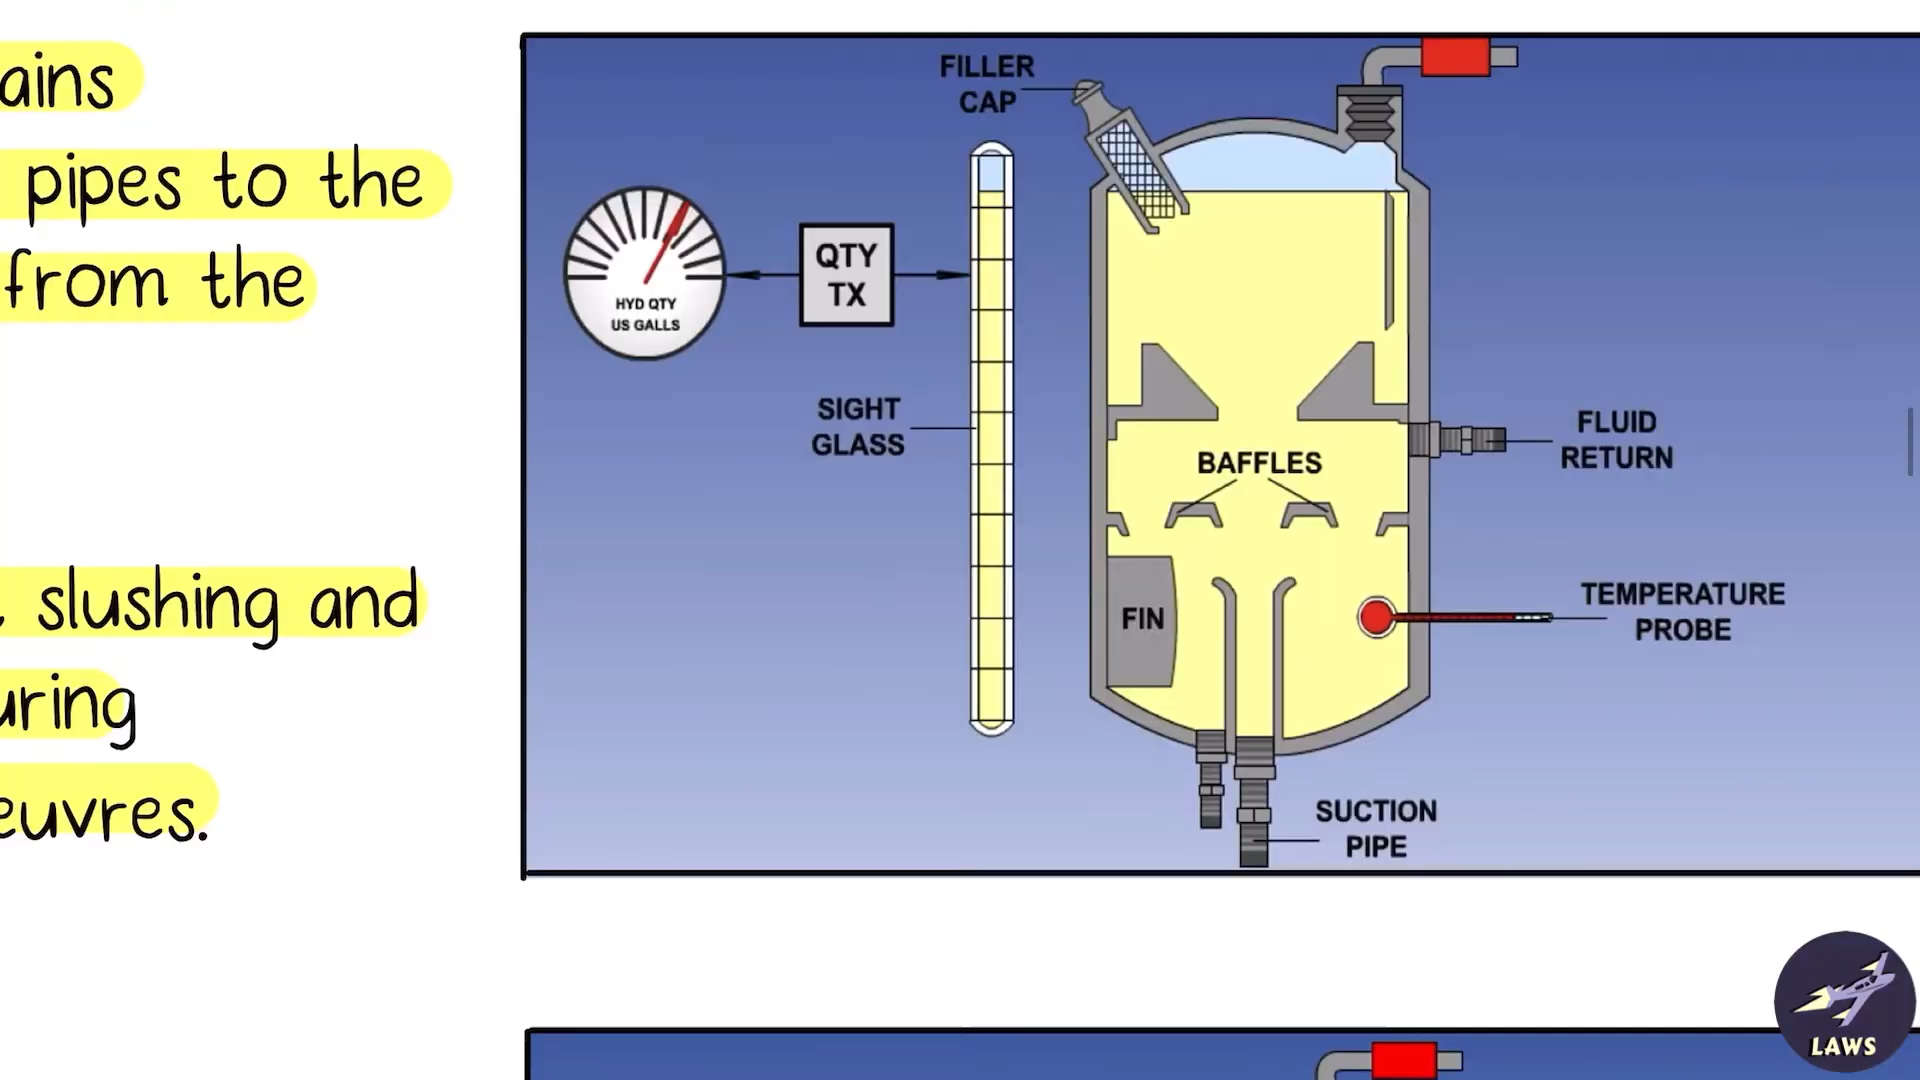 ains
pipes to the
from the
slushing and
uring
euvres.
FILLER
CAP
HYD QTY
US GALLS
QTY
TX
SIGHT
GLASS
BAFFLES
FLUID
RETURN
FIN
TEMPERATURE
PROBE
SUCTION
PIPE
LAWS